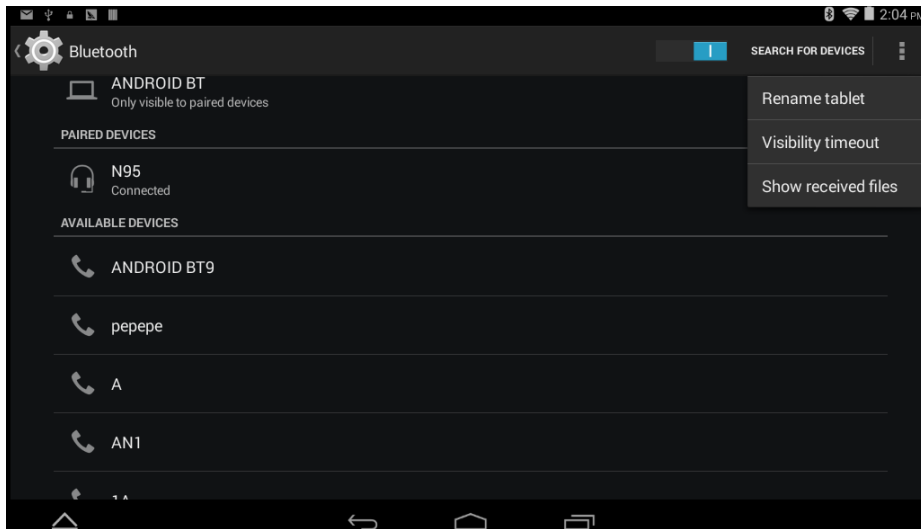 2:04 PM
Bluetooth
SEARCH FOR DEVICES
ANDROID BT
Only visible to paired devices
Rename tablet
Visibility timeout
Show received files
PAIRED DEVICES
N95
Connected
AVAILABLE DEVICES
ANDROID BT9
pepepe
A
AN1